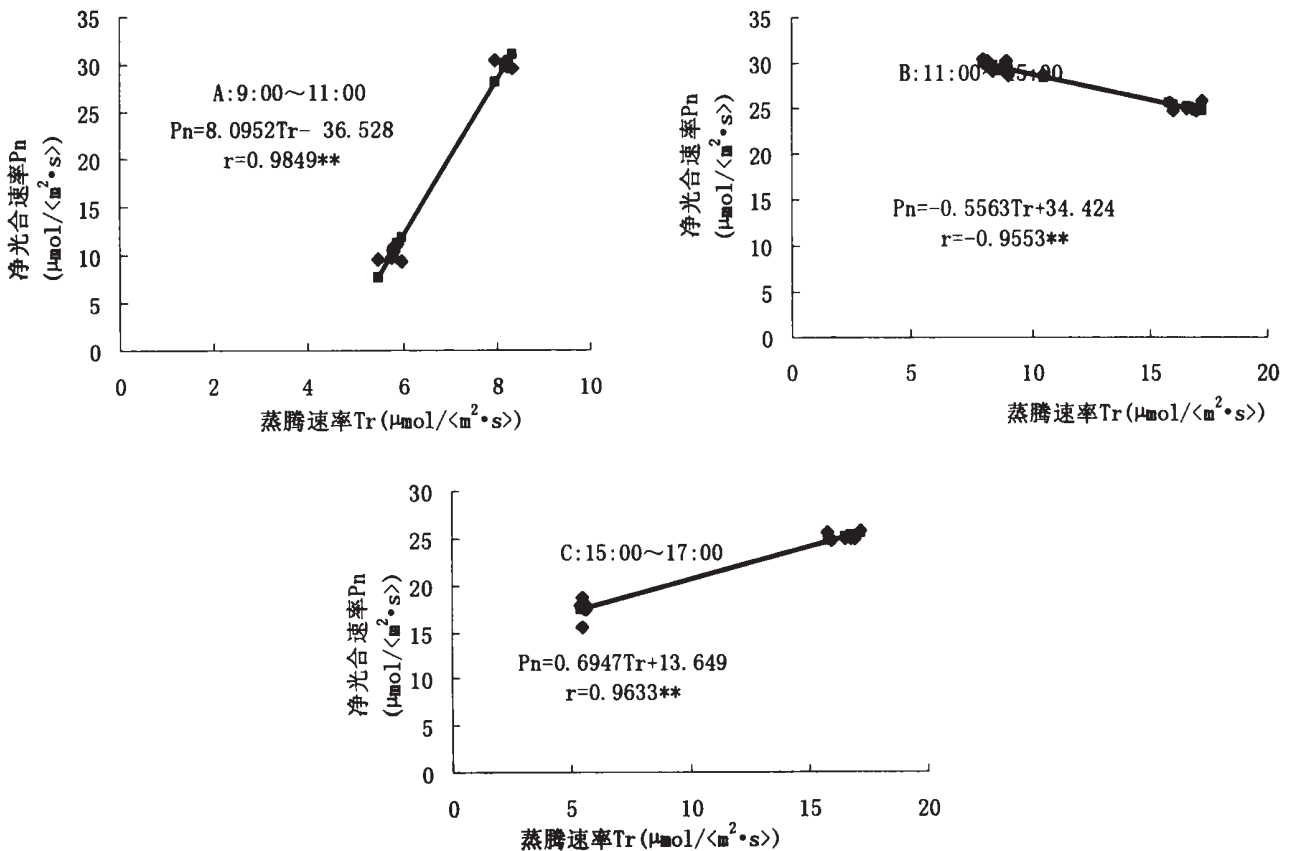 35
30
25
20
15
10
5
0
0 2 4 6 8 10
净光合速率Pn
(μmol/<m²•s>)
A:9:00～11:00
Pn=8.0952Tr- 36.528
r=0.9849**
蒸腾速率Tr(μmol/<m²•s>)
35
30
25
20
15
10
5
0
0 5 10 15 20
净光合速率Pn
(μmol/<m²•s>)
B:11:00～15:00
Pn=-0.5563Tr+34.424
r=-0.9553**
蒸腾速率Tr(μmol/<m²•s>)
30
25
20
15
10
5
0
0 5 10 15 20
净光合速率Pn
(μmol/<m²•s>)
C:15:00～17:00
Pn=0.6947Tr+13.649
r=0.9633**
蒸腾速率Tr(μmol/<m²•s>)